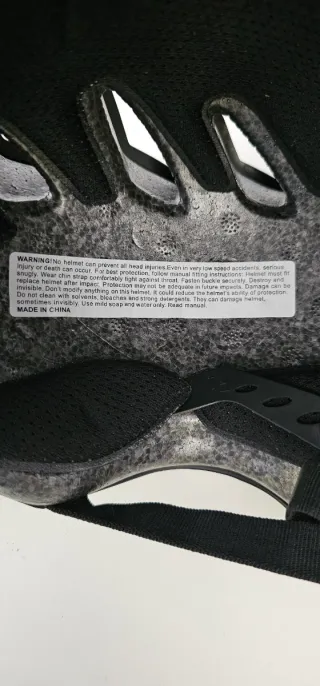 WARNING!No helmet can prevent all head injuries.Even in very low speed accidents, serious
injury or death can occur. For best protection, follow manual fitting instructions: Helmet must fit
snugly. Wear chin strap comfortably tight against throat. Fasten buckle securely. Destroy and
replace helmet after impact. Protection may not be adequate in future impacts. Damage can be
invisible. Don't modify anything on this helmet, it could reduce the helmet's ability of protection.
Do not clean with solvents, bleaches and strong detergents. They can damage helmet,
sometimes invisibly. Use mild soap and water only. Read manual.
MADE IN CHINA